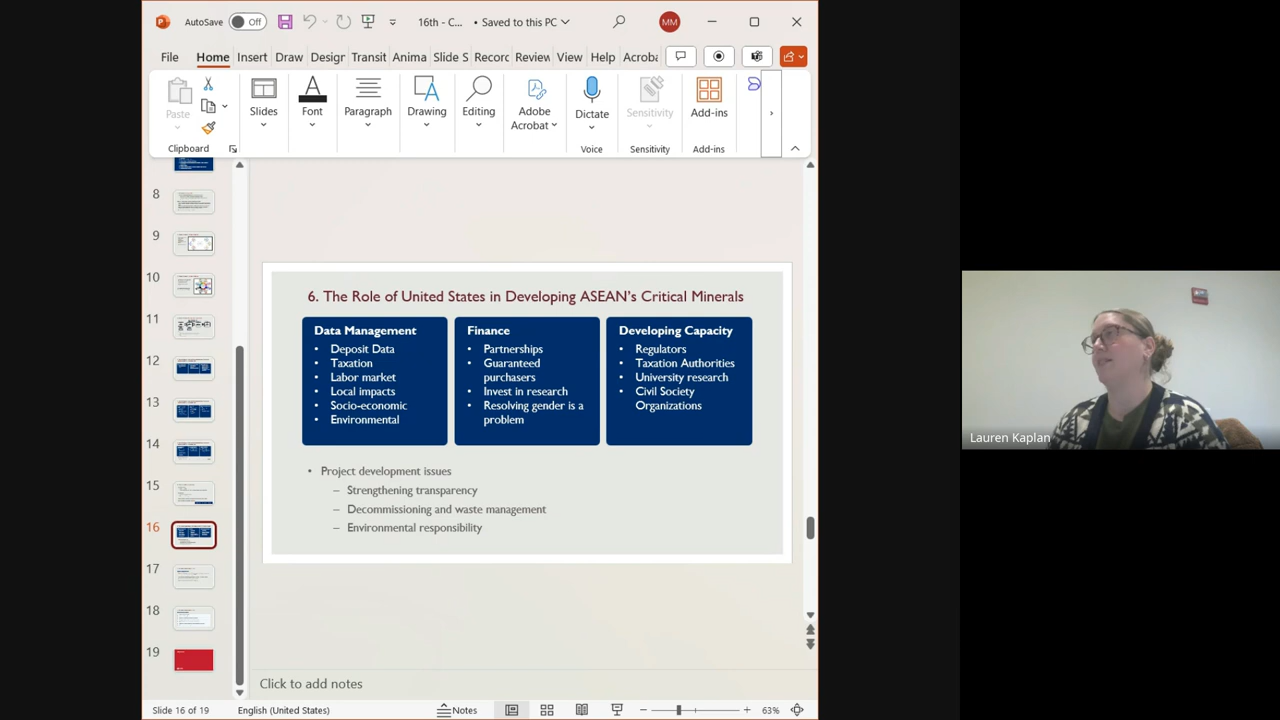 AutoSave Off 16th - C... • Saved to this PC MM
File Home Insert Draw Design Transit Anima Slide S Recorc Review View Help Acroba
Paste Slides Font Paragraph Drawing Editing Adobe Acrobat Dictate Sensitivity Add-ins
Clipboard Voice Sensitivity Add-ins
8
9
10
11
12
13
14
15
16
17
18
19
6. The Role of United States in Developing ASEAN's Critical Minerals
Data Management
• Deposit Data
• Taxation
• Labor market
• Local impacts
• Socio-economic
• Environmental
Finance
• Partnerships
• Guaranteed
purchasers
• Invest in research
• Resolving gender is a
problem
Developing Capacity
• Regulators
• Taxation Authorities
• University research
• Civil Society
Organizations
• Project development issues
– Strengthening transparency
– Decommissioning and waste management
– Environmental responsibility
Lauren Kaplan
Click to add notes
Slide 16 of 19 English (United States) Notes 63%